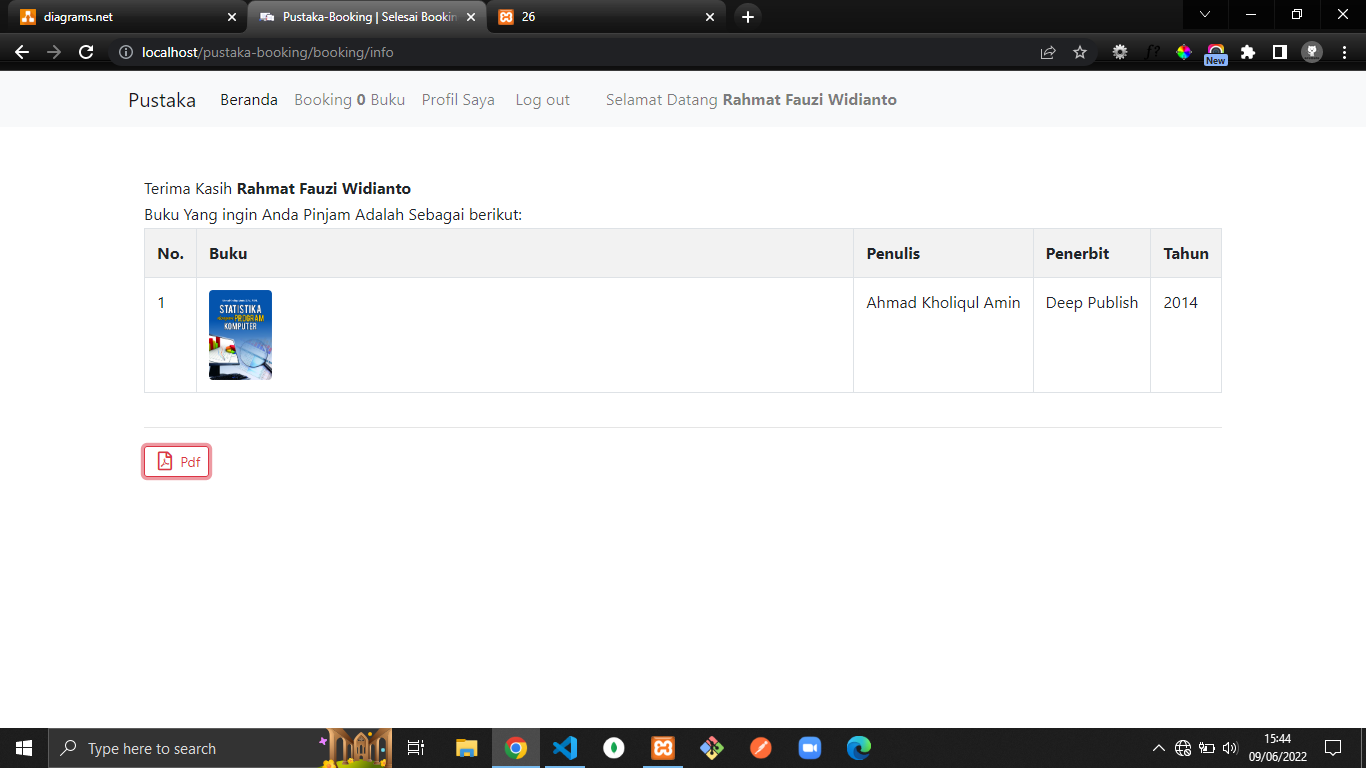 diagrams.net
Pustaka-Booking | Selesai Bookin
26
localhost/pustaka-booking/booking/info
f?
New
Pustaka Beranda Booking 0 Buku Profil Saya Log out Selamat Datang Rahmat Fauzi Widianto
Terima Kasih Rahmat Fauzi Widianto
Buku Yang ingin Anda Pinjam Adalah Sebagai berikut:
No. Buku Penulis Penerbit Tahun
1 Ahmad Kholiqul Amin Deep Publish 2014
STATISTIKA
PROGRAM
KOMPUTER
Pdf
Type here to search
15:44
09/06/2022